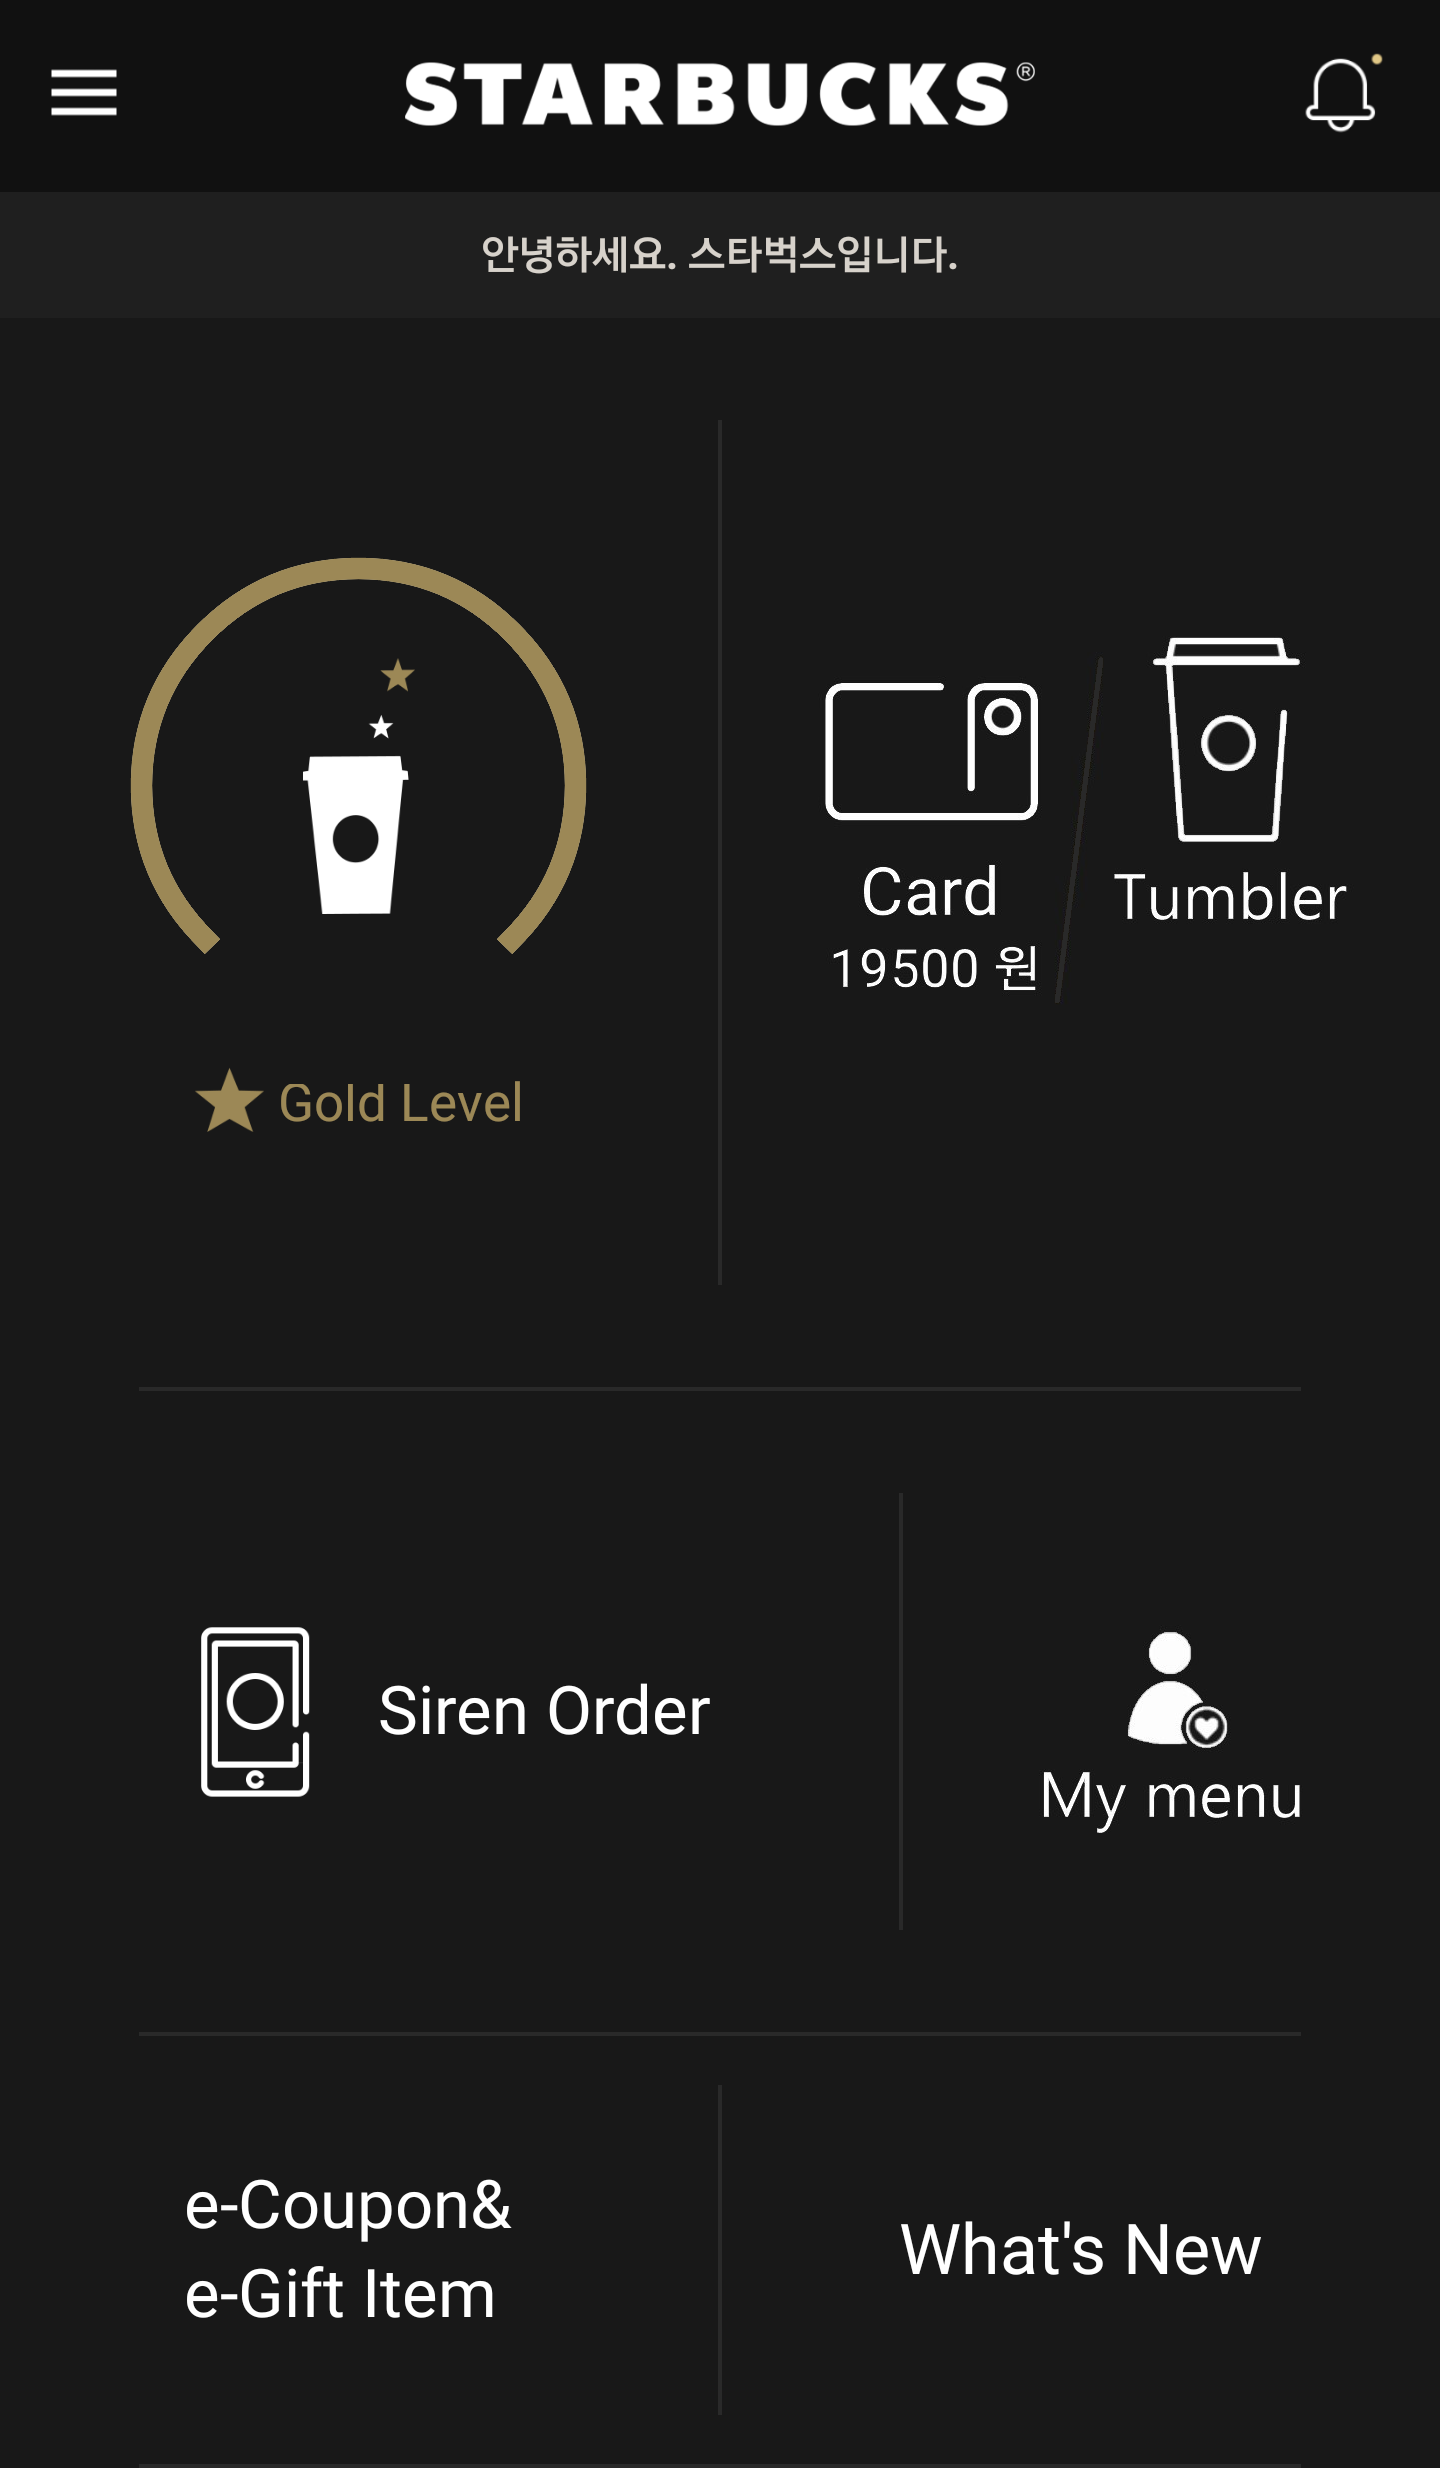 STARBUCKS®
안녕하세요. 스타벅스입니다.
Gold Level
Card
19500 원
Tumbler
Siren Order
My menu
e-Coupon&
e-Gift Item
What's New